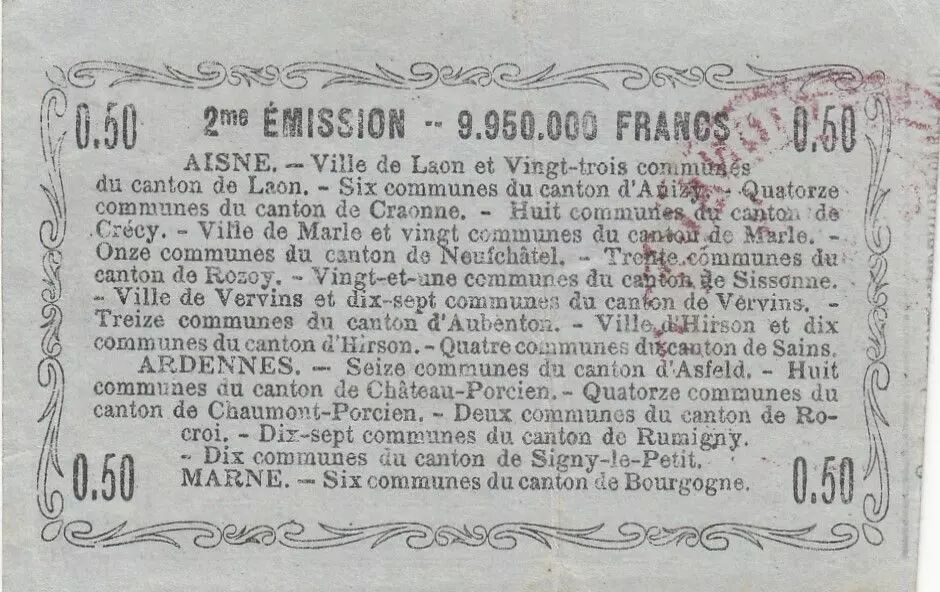 0.50 2me ÉMISSION -- 9.950.000 FRANCS 0.50
AISNE. — Ville de Laon et Vingt-trois communes
du canton de Laon. - Six communes du canton d'Anizy. - Quatorze
communes du canton de Craonne. - Huit communes du canton de
Crécy. - Ville de Marle et vingt communes du canton de Marle. -
Onze communes du canton de Neufchâtel. - Trente communes du
canton de Rozoy. - Vingt-et-une communes du canton de Sissonne.
- Ville de Vervins et dix-sept communes du canton de Vervins. -
Treize communes du canton d'Aubenton. - Ville d'Hirson et dix
communes du canton d'Hirson. - Quatre communes du canton de Sains.
ARDENNES. — Seize communes du canton d'Asfeld. - Huit
communes du canton de Château-Porcien. - Quatorze communes du
canton de Chaumont-Porcien. - Deux communes du canton de Ro-
croi. - Dix-sept communes du canton de Rumigny.
- Dix communes du canton de Signy-le-Petit.
0.50 MARNE. — Six communes du canton de Bourgogne. 0.50